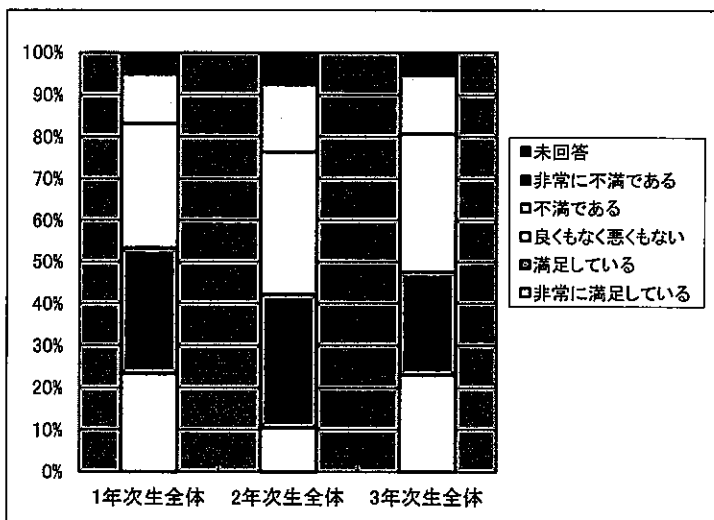 100%
90%
80%
70%
60%
50%
40%
30%
20%
10%
0%
1年次生全体 2年次生全体 3年次生全体
■未回答
■非常に不満である
□不満である
□良くもなく悪くもない
■満足している
□非常に満足している